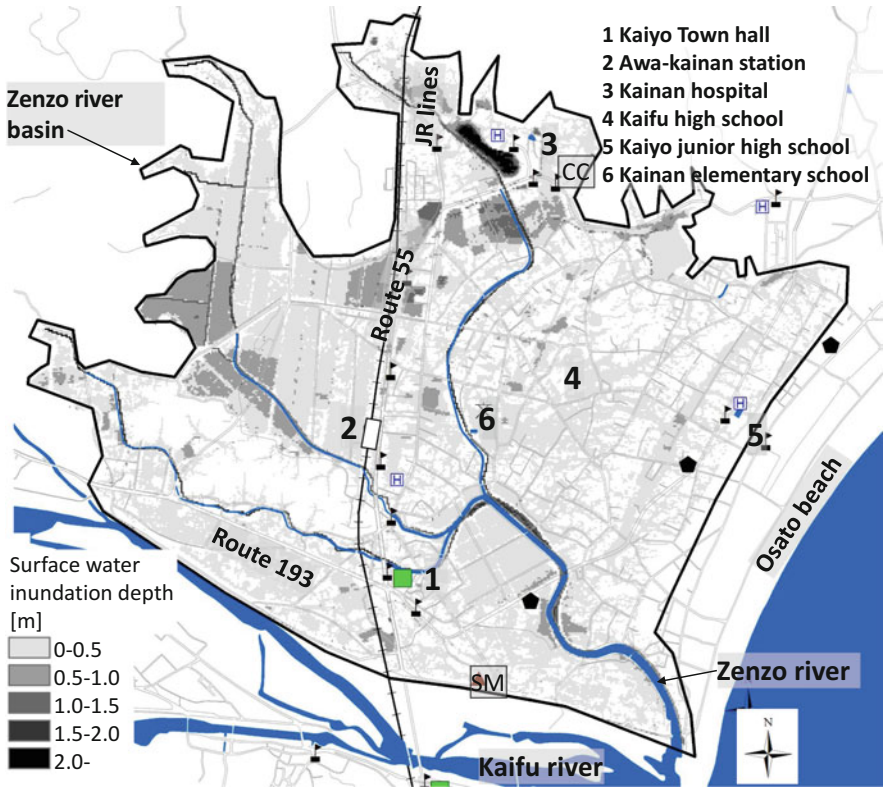 1 Kaiyo Town hall
2 Awa-kainan station
3 Kainan hospital
4 Kaifu high school
5 Kaiyo junior high school
6 Kainan elementary school
Zenzo river
basin
JR lines
H
3
CC
H
Route 55
4
2
6
H
5
H
Osato beach
Route 193
1
Surface water
inundation depth
[m]
0-0.5
0.5-1.0
1.0-1.5
1.5-2.0
2.0-
SM
Zenzo river
N
Kaifu river